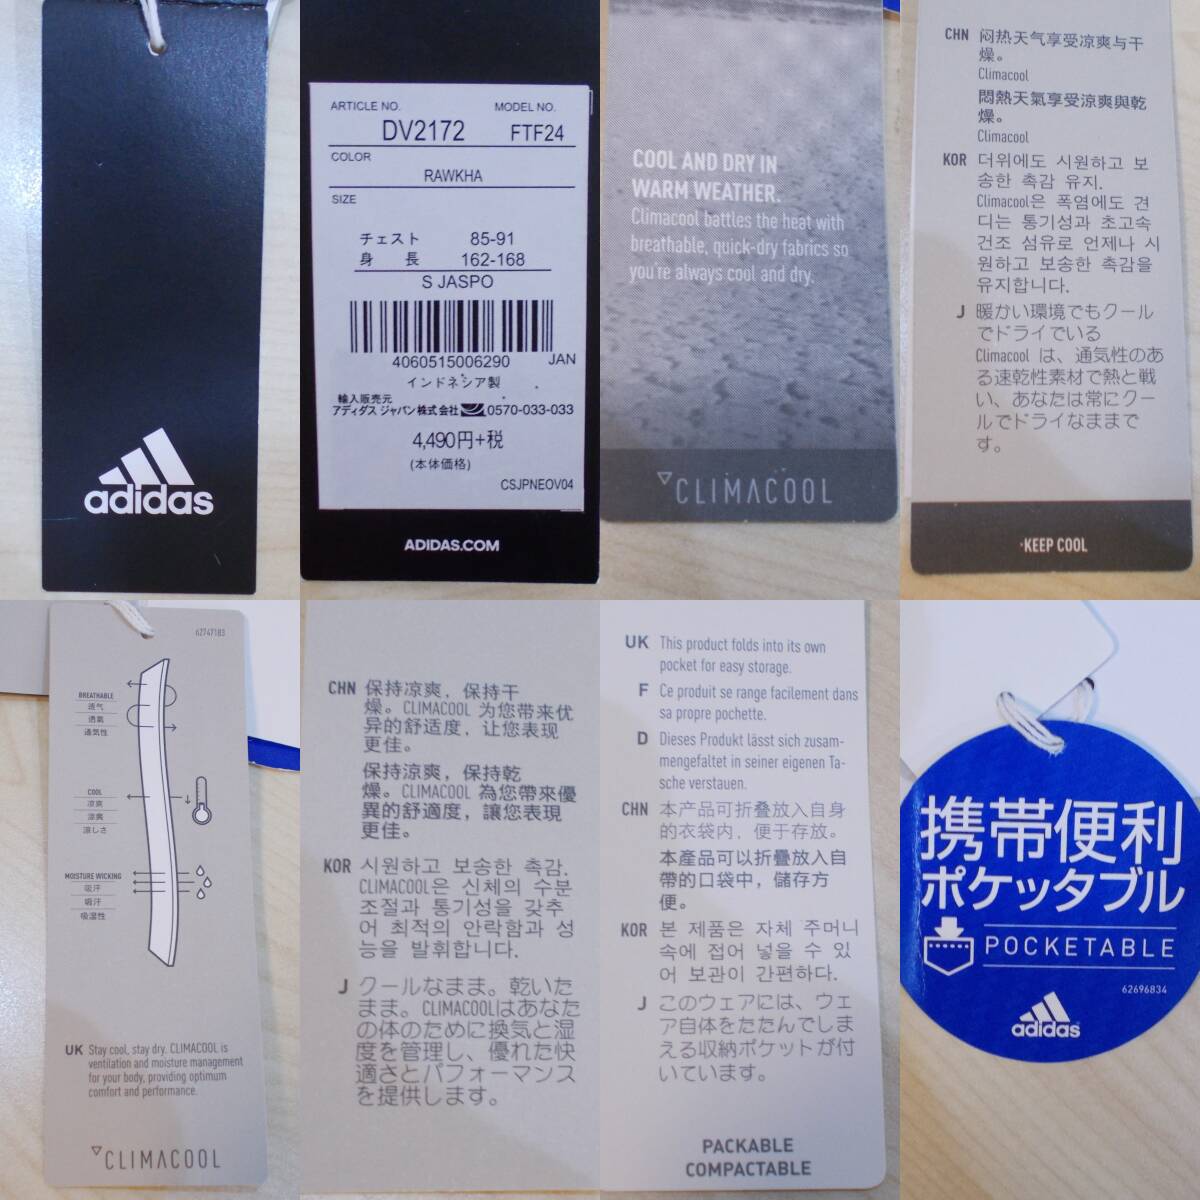 adidas
ARTICLE NO.
MODEL NO.
DV2172
FTF24
COLOR
RAWKHA
SIZE
チェスト 85-91
身 長 162-168
S JASPO
4060515006290
JAN
インドネシア製
輸入販売元
アディダス ジャパン株式会社 0570-033-033
4,490円+税
(本体価格)
CSJPNEOV04
ADIDAS.COM
COOL AND DRY IN
WARM WEATHER.
Climacool battles the heat with
breathable, quick-dry fabrics so
you're always cool and dry.
CLIMACOOL
CHN 闷热天气享受凉爽与干
燥。
Climacool
悶熱天氣享受涼爽與乾
燥。
Climacool
KOR 더위에도 시원하고 보
송한 촉감 유지.
Climacool은 폭염에도 견
디는 통기성과 초고속
건조 섬유로 언제나 시
원하고 보송한 촉감을
유지합니다.
J 暖かい環境でもクール
でドライでいる
Climacool は、通気性のあ
る速乾性素材で熱と戦
い、あなたは常にクー
ルでドライなままで
す。
KEEP COOL
62747183
BREATHABLE
透气
透氣
通気性
COOL
凉爽
涼爽
涼しさ
MOISTURE WICKING
吸汗
吸汗
吸湿性
UK Stay cool, stay dry. CLIMACOOL is
ventilation and moisture management
for your body, providing optimum
comfort and performance.
CLIMACOOL
CHN 保持凉爽，保持干
燥。CLIMACOOL 为您带来优
异的舒适度，让您表现
更佳。
保持涼爽，保持乾
燥。CLIMACOOL 為您帶來優
異的舒適度，讓您表現
更佳。
KOR 시원하고 보송한 촉감.
CLIMACOOL은 신체의 수분
조절과 통기성을 갖추
어 최적의 안락함과 성
능을 발휘합니다.
J クールなまま。乾いた
まま。CLIMACOOLはあなた
の体のために換気と湿
度を管理し、優れた快
適さとパフォーマンス
を提供します。
UK This product folds into its own
pocket for easy storage.
F Ce produit se range facilement dans
sa propre pochette.
D Dieses Produkt lässt sich zusam-
mengefaltet in seiner eigenen Ta-
sche verstauen.
CHN 本产品可折叠放入自身
的衣袋内，便于存放。
本產品可以折疊放入自
帶的口袋中，儲存方
便。
KOR 본 제품은 자체 주머니
속에 접어 넣을 수 있
어 보관이 간편하다.
J このウェアには、ウェ
ア自体をたたんでしま
える収納ポケットが付
いています。
PACKABLE
COMPACTABLE
携帯便利
ポケッタブル
POCKETABLE
62696834
adidas